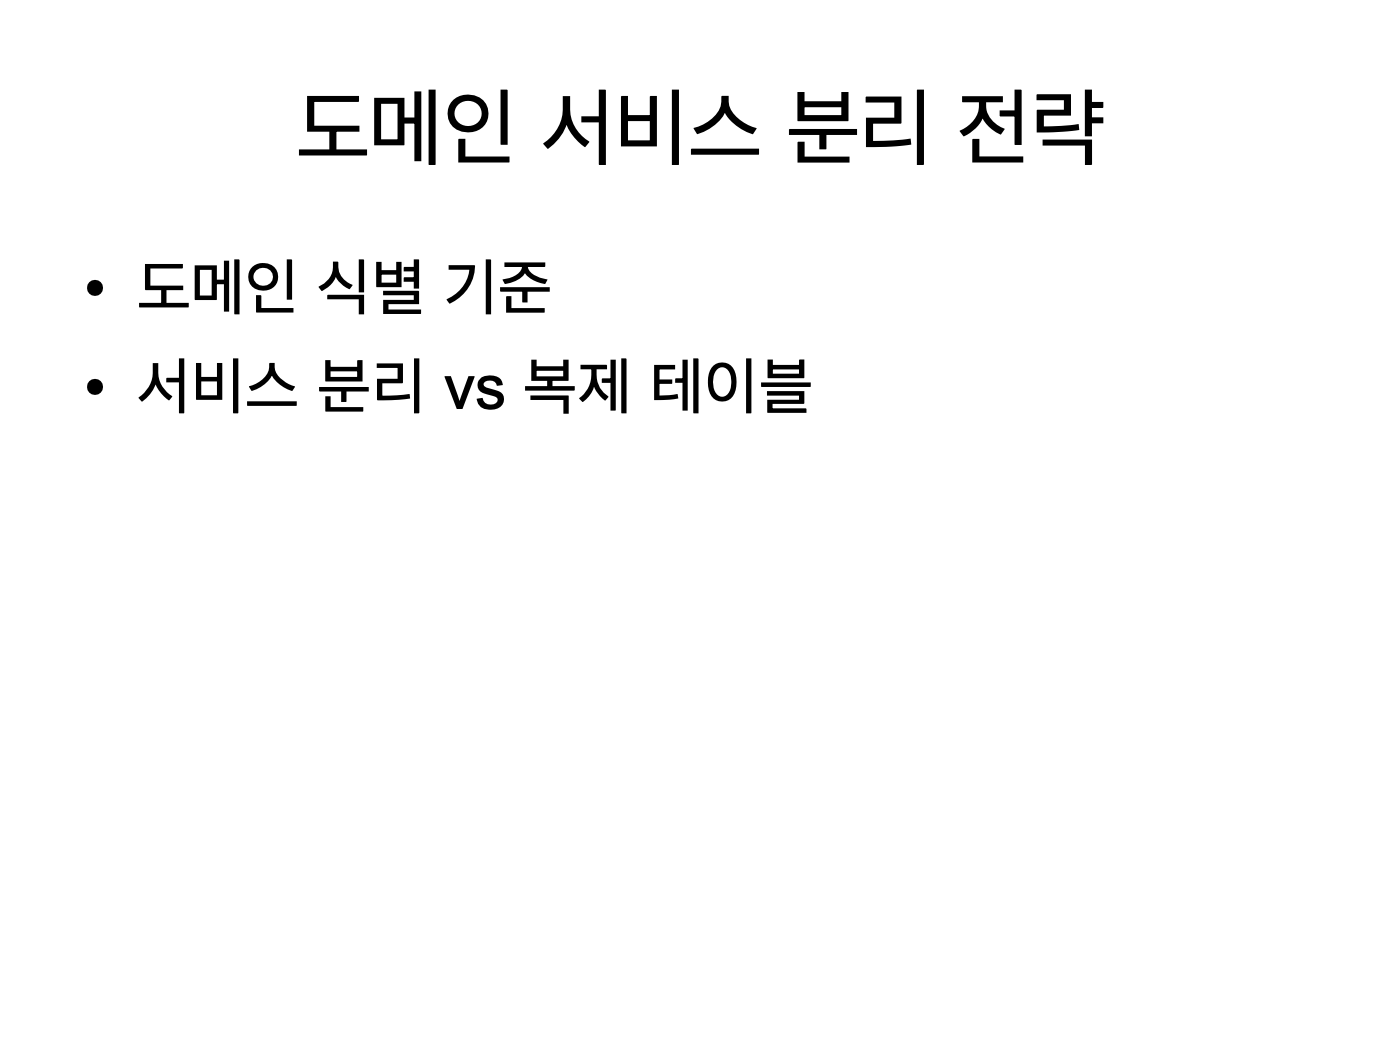 도메인 서비스 분리 전략
• 도메인 식별 기준
• 서비스 분리 vs 복제 테이블